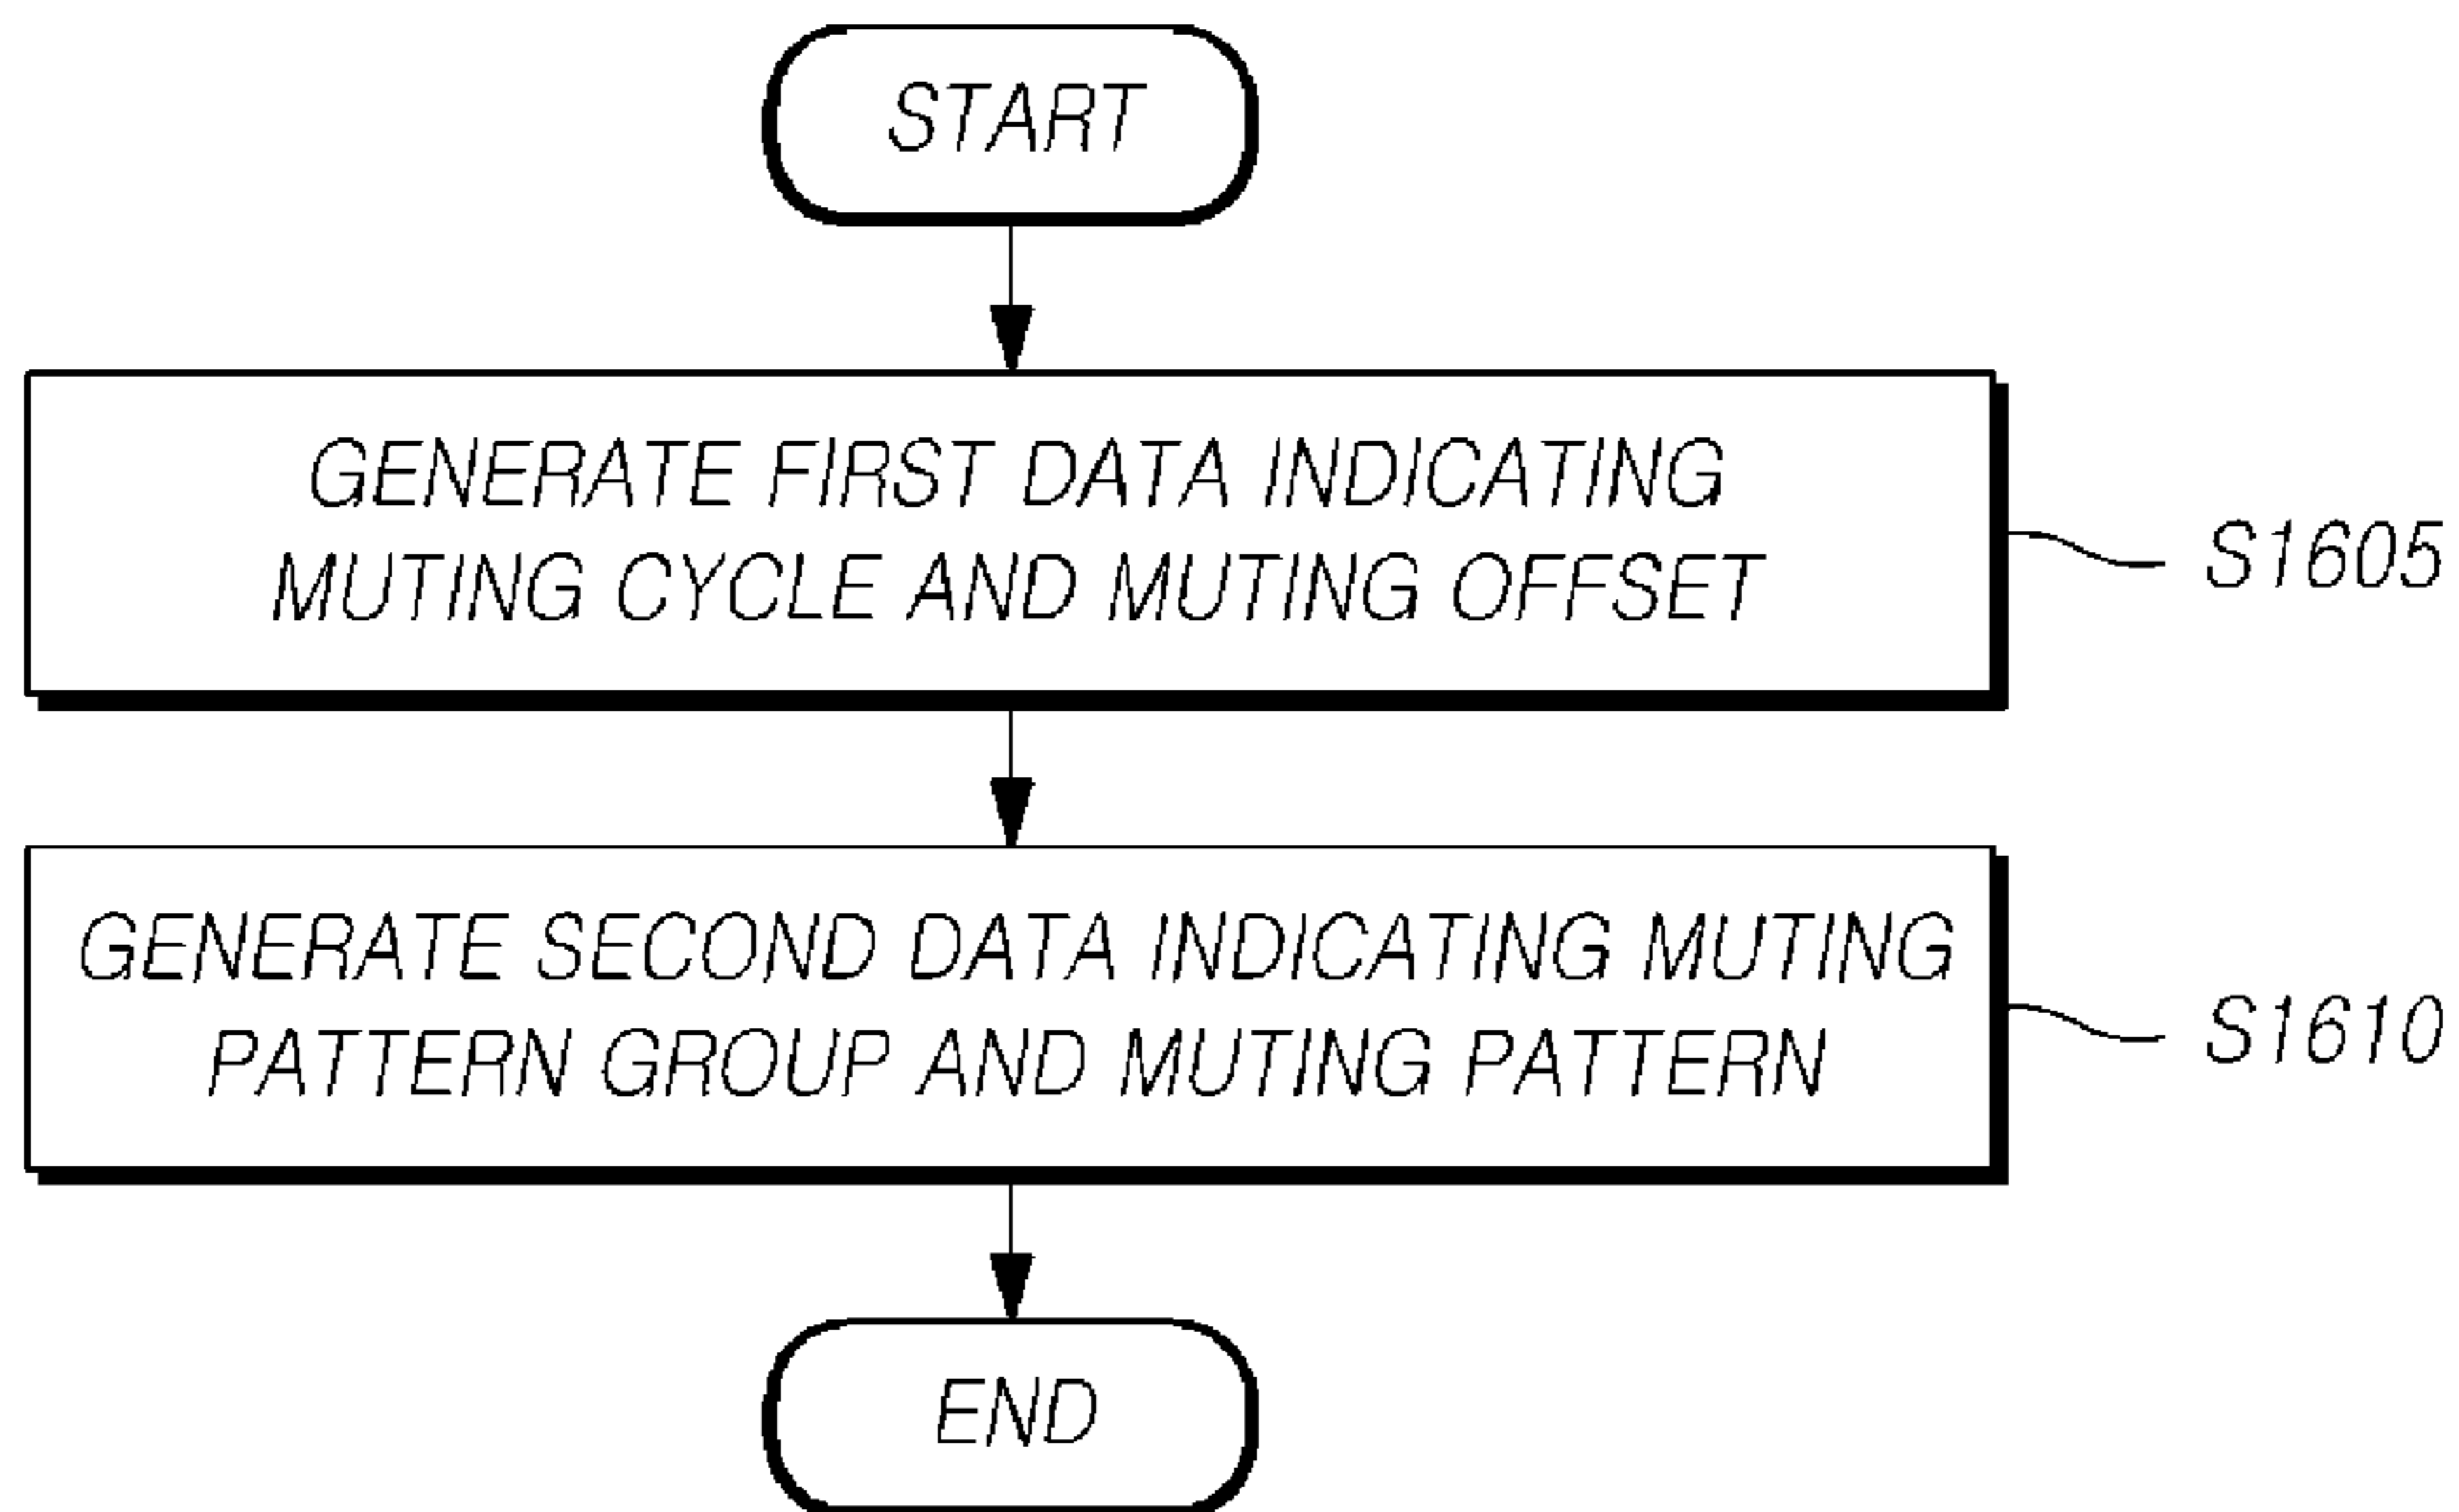 START
GENERATE FIRST DATA INDICATING
MUTING CYCLE AND MUTING OFFSET
S1605
GENERATE SECOND DATA INDICATING MUTING
PATTERN GROUP AND MUTING PATTERN
S1610
END